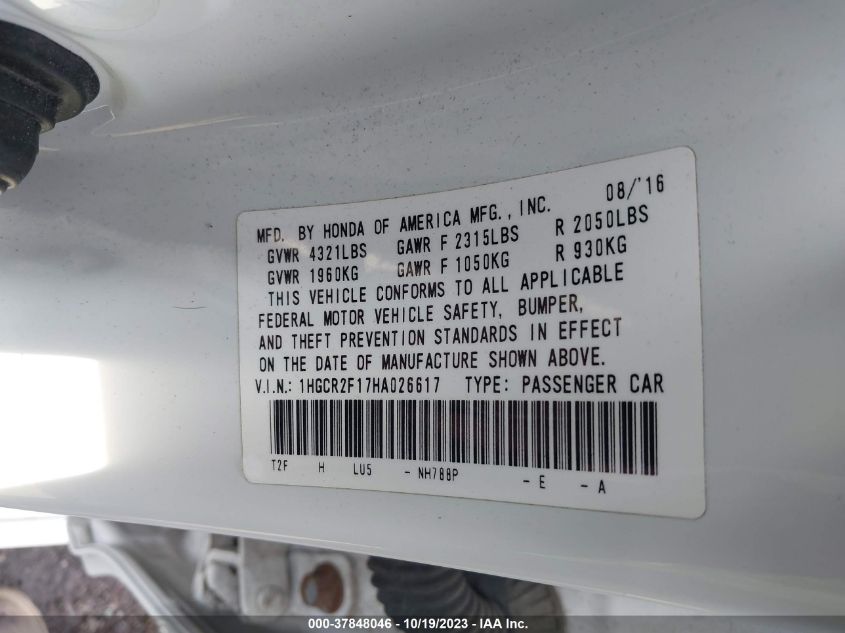 08/'16
MFD. BY HONDA OF AMERICA MFG., INC.
GVWR 4321LBS GAWR F 2315LBS R 2050LBS
GVWR 1960KG GAWR F 1050KG R 930KG
THIS VEHICLE CONFORMS TO ALL APPLICABLE
FEDERAL MOTOR VEHICLE SAFETY, BUMPER,
AND THEFT PREVENTION STANDARDS IN EFFECT
ON THE DATE OF MANUFACTURE SHOWN ABOVE.
V.I.N.: 1HGCR2F17HA026617 TYPE: PASSENGER CAR
T2F H LU5 - NH788P - E - A
000-37848046 - 10/19/2023 - IAA Inc.